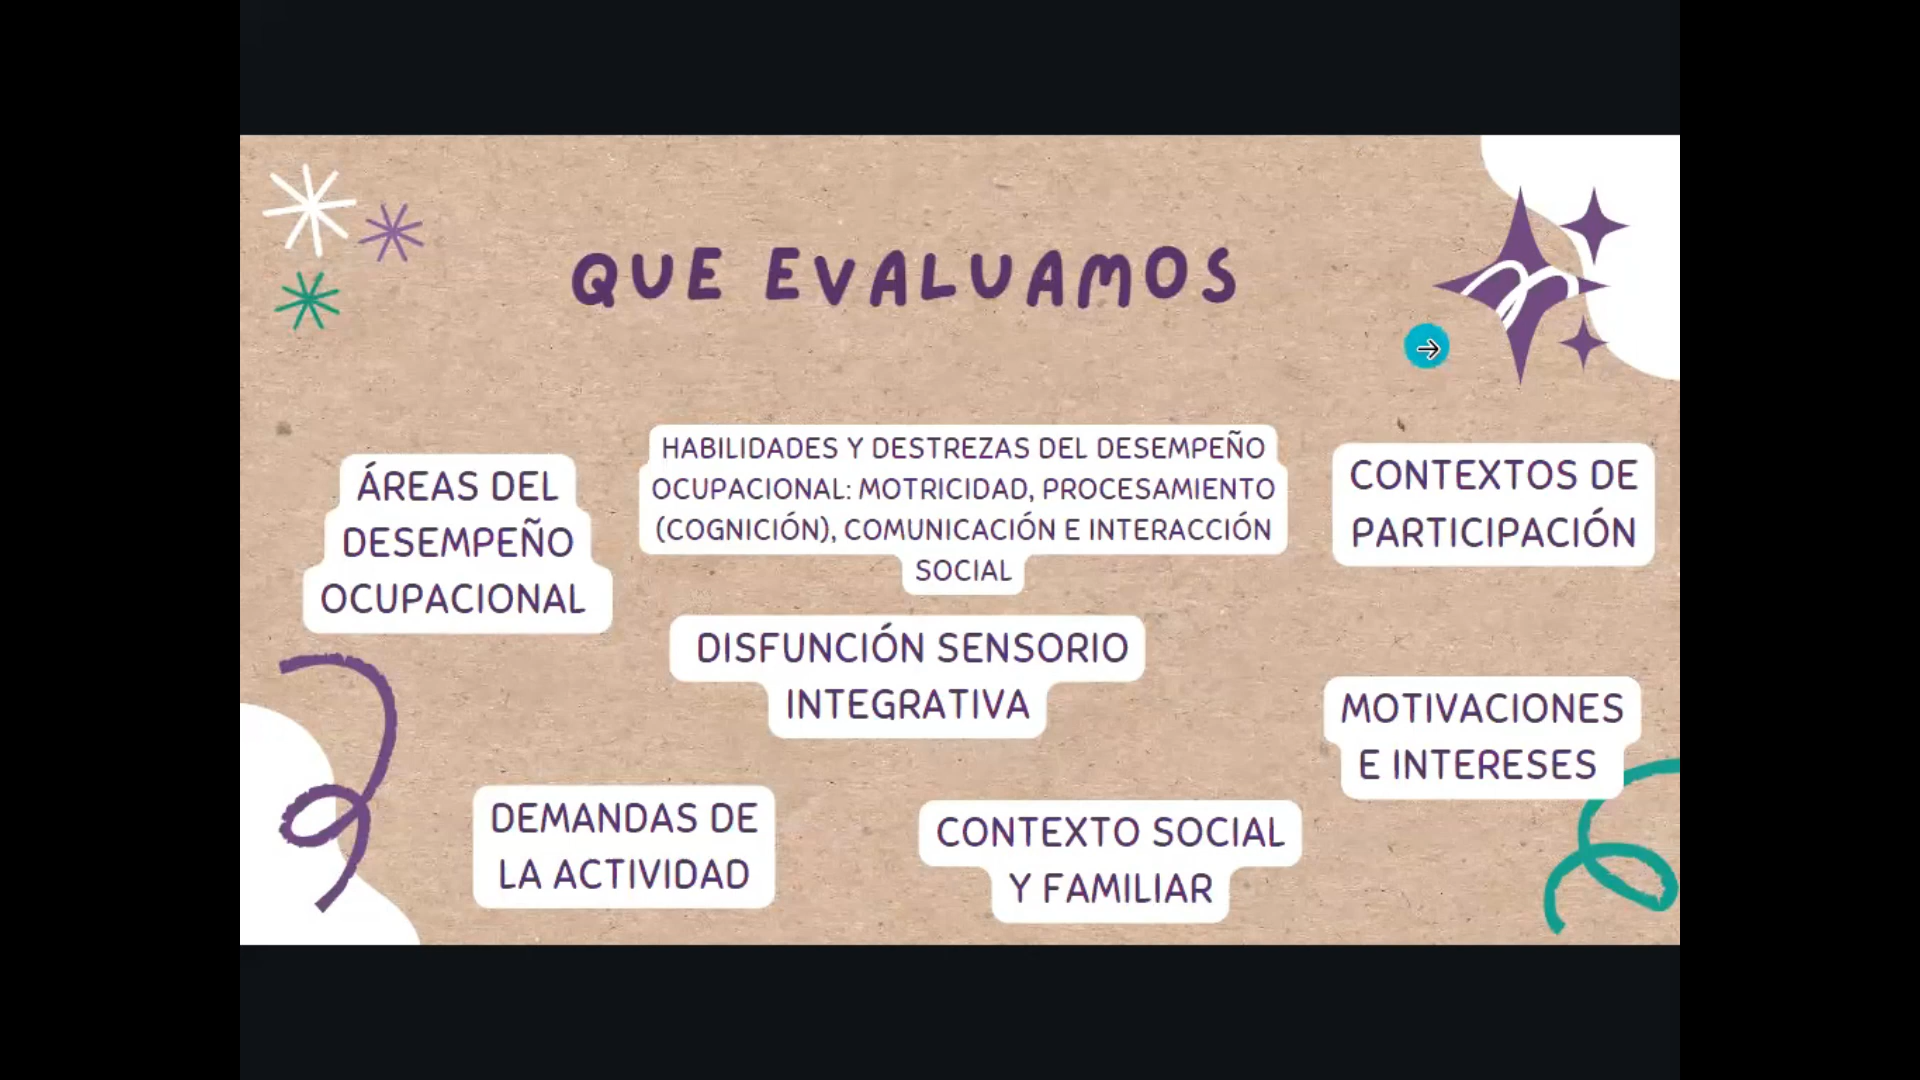 QUE EVALUAMOS
ÁREAS DEL
DESEMPEÑO
OCUPACIONAL
HABILIDADES Y DESTREZAS DEL DESEMPEÑO
OCUPACIONAL: MOTRICIDAD, PROCESAMIENTO
(COGNICIÓN), COMUNICACIÓN E INTERACCIÓN
SOCIAL
CONTEXTOS DE
PARTICIPACIÓN
DISFUNCIÓN SENSORIO
INTEGRATIVA
MOTIVACIONES
E INTERESES
DEMANDAS DE
LA ACTIVIDAD
CONTEXTO SOCIAL
Y FAMILIAR